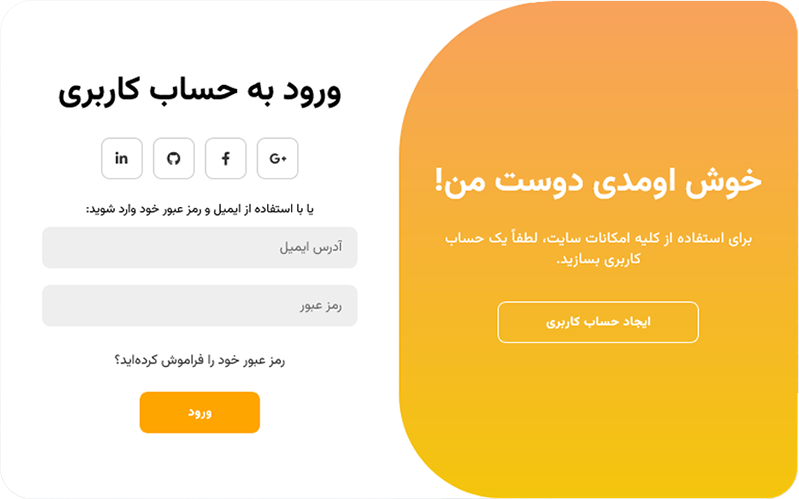 ورود به حساب کاربری
in
G+
یا با استفاده از ایمیل و رمز عبور خود وارد شوید:
آدرس ایمیل
رمز عبور
رمز عبور خود را فراموش کرده‌اید؟
ورود
خوش اومدی دوست من!
برای استفاده از کلیه امکانات سایت، لطفاً یک حساب
کاربری بسازید.
ایجاد حساب کاربری